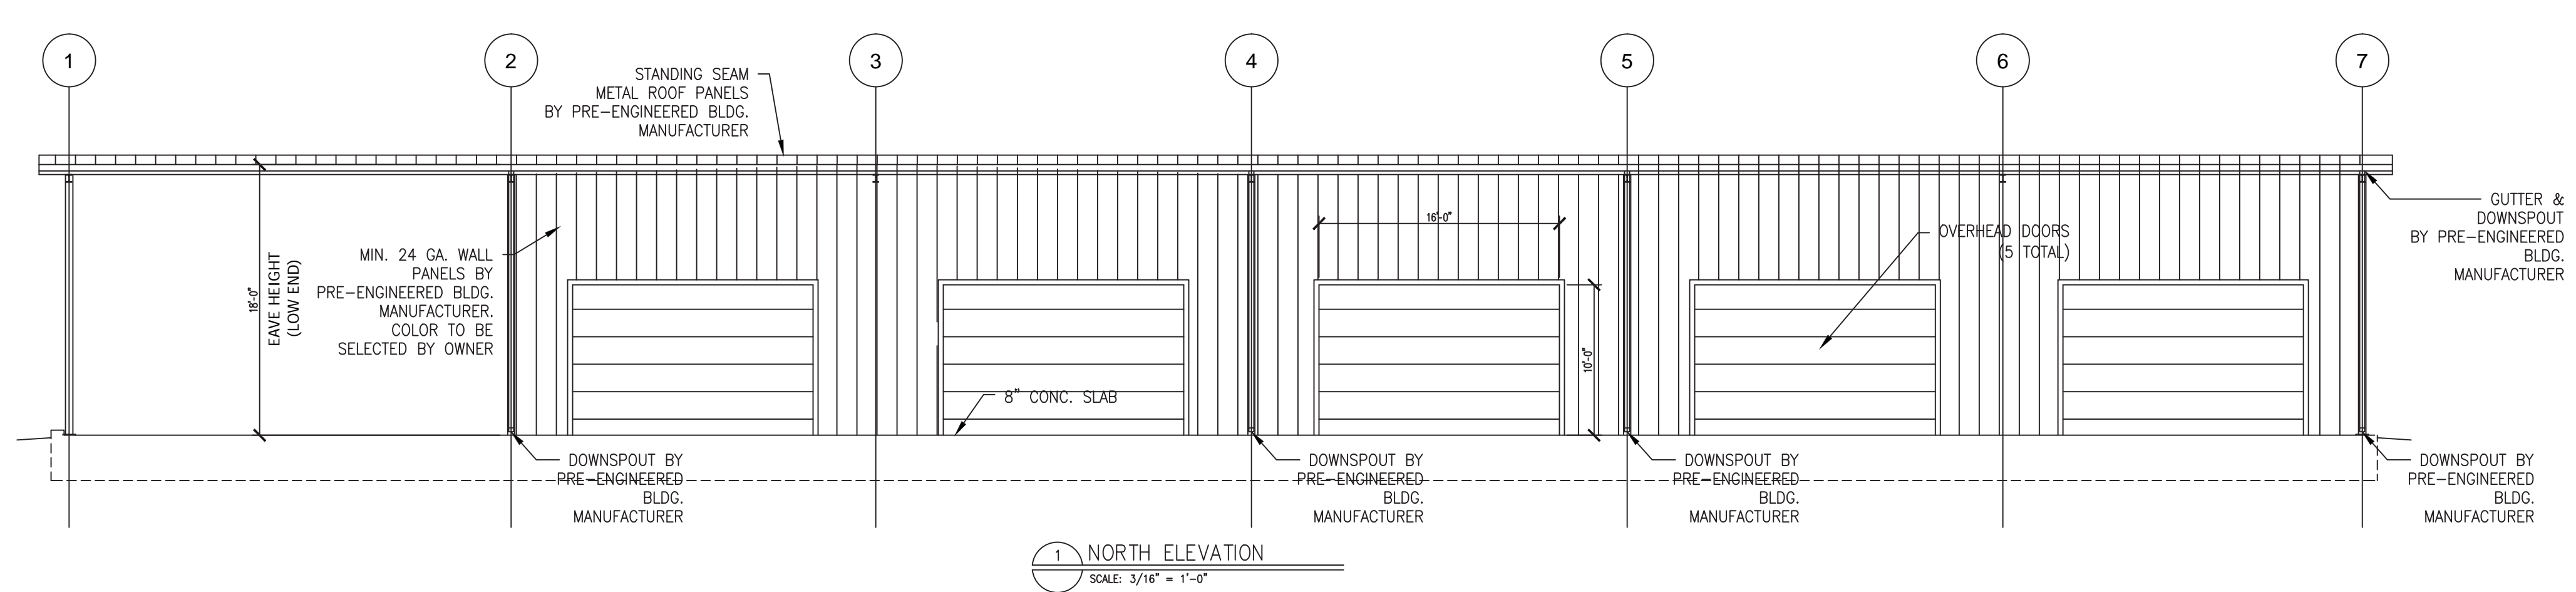 1
2
3
4
5
6
7
STANDING SEAM
METAL ROOF PANELS
BY PRE-ENGINEERED BLDG.
MANUFACTURER
GUTTER &
DOWNSPOUT
BY PRE-ENGINEERED
BLDG.
MANUFACTURER
MIN. 24 GA. WALL
PANELS BY
PRE-ENGINEERED BLDG.
MANUFACTURER.
COLOR TO BE
SELECTED BY OWNER
18'-0"
EAVE HEIGHT
(LOW END)
16'-0"
10'-0"
OVERHEAD DOORS
(5 TOTAL)
8" CONC. SLAB
DOWNSPOUT BY
PRE-ENGINEERED
BLDG.
MANUFACTURER
DOWNSPOUT BY
PRE-ENGINEERED
BLDG.
MANUFACTURER
DOWNSPOUT BY
PRE-ENGINEERED
BLDG.
MANUFACTURER
DOWNSPOUT BY
PRE-ENGINEERED
BLDG.
MANUFACTURER
1 NORTH ELEVATION
SCALE: 3/16" = 1'-0"